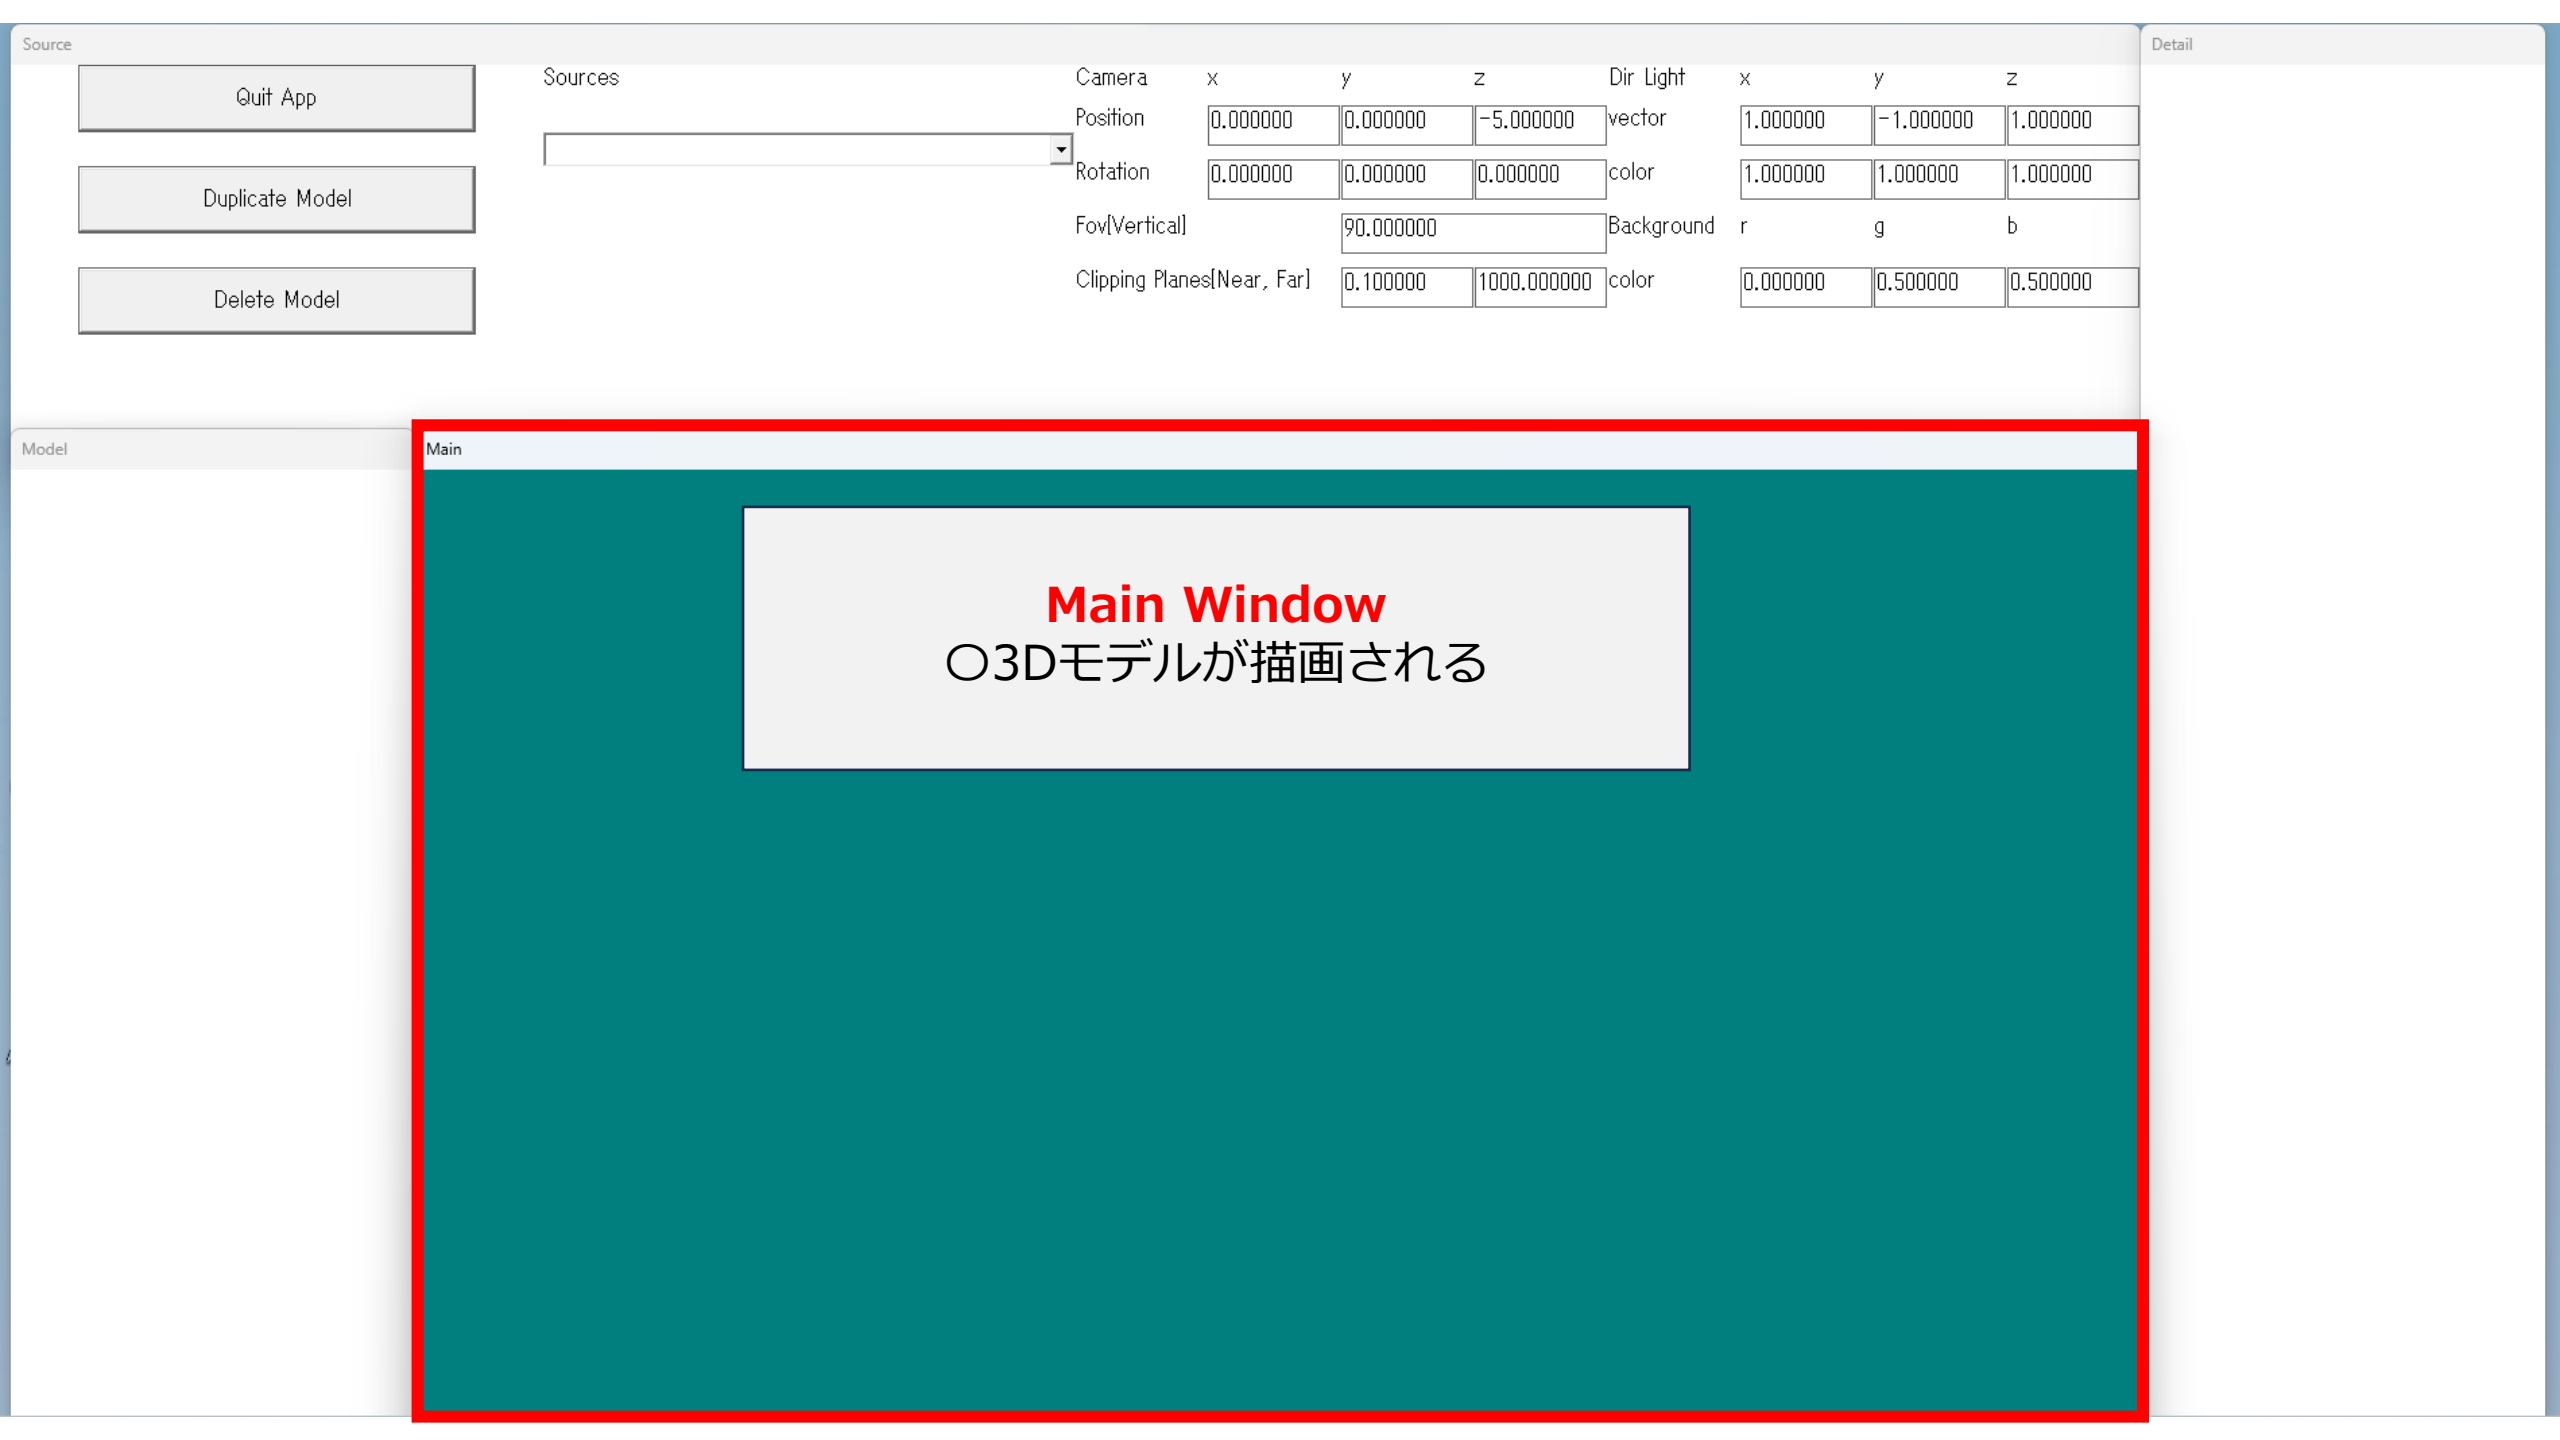 Source
Detail
Quit App
Duplicate Model
Delete Model
Sources
Camera x y z Dir Light x y z
Position 0.000000 0.000000 -5.000000 vector 1.000000 -1.000000 1.000000
Rotation 0.000000 0.000000 0.000000 color 1.000000 1.000000 1.000000
Fov[Vertical] 90.000000 Background r g b
Clipping Planes[Near, Far] 0.100000 1000.000000 color 0.000000 0.500000 0.500000
Model
Main
Main Window
〇3Dモデルが描画される